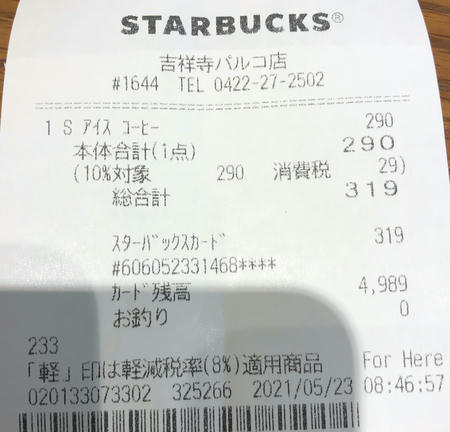 STARBUCKS®
吉祥寺パルコ店
#1644 TEL 0422-27-2502
1 S アイス コーヒー 290
本体合計(1点) 290
(10%対象 290 消費税 29)
総合計 319
スターバックスカード 319
#606052331468****
カード残高 4,989
お釣り 0
233
「軽」印は軽減税率(8%)適用商品 For Here
020133073302 325266 2021/05/23 08:46:57